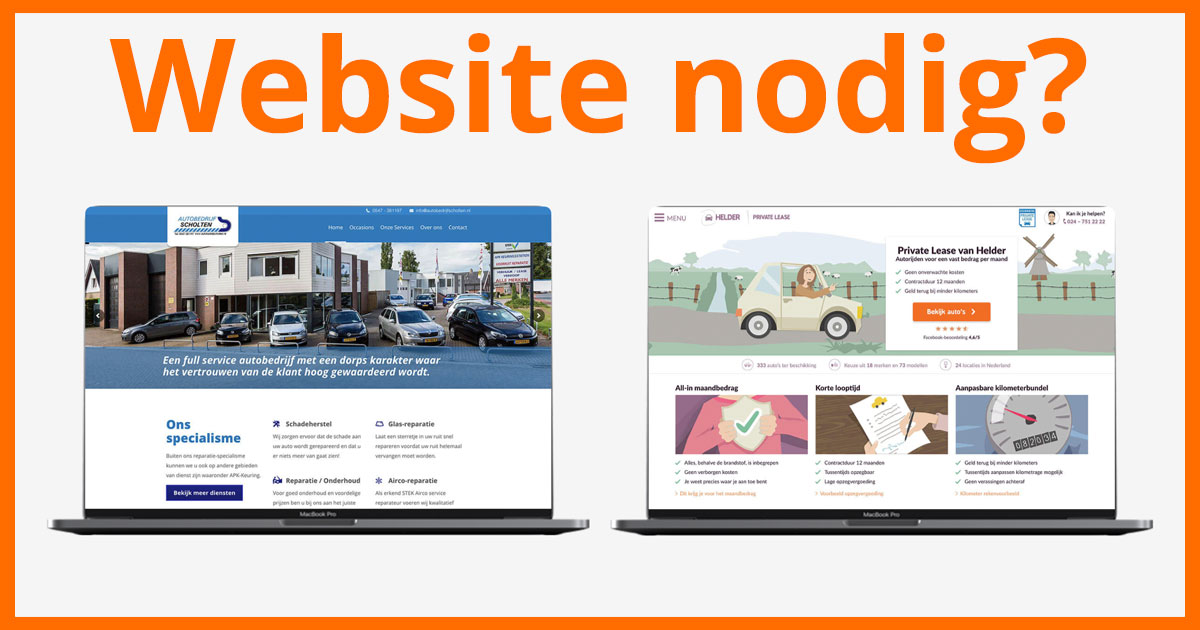 Website nodig?
AUTOBEDRIJF
SCHOLTEN
info@autobedrijfscholten.nl
Home Occasions Onze Services Over ons Contact
ALLE MERKEN
Een full service autobedrijf met een dorps karakter waar
het vertrouwen van de klant hoog gewaardeerd wordt.
Ons
specialisme
Buiten ons reparatie-specialisme
kunnen we u ook op andere gebieden
van dienst zijn waaronder APK-Keuring.
Bekijk meer diensten
Schadeherstel
Wij zorgen ervoor dat de schade aan
uw auto wordt gerepareerd en dat u
er niets meer van gaat zien!
Glas-reparatie
Laat een sterretje in uw ruit snel
repareren voordat uw ruit helemaal
vervangen moet worden.
Reparatie / Onderhoud
Voor goed onderhoud en voordelige
prijzen ben u bij ons aan het juiste
Airco-reparatie
Als erkend STEK Airco service
reparateur voeren wij kwalitatief
MacBook Pro
MENU
HELDER
PRIVATE LEASE
Kan ik je helpen?
024 - 751 22 22
Private Lease van Helder
Autorijden voor een vast bedrag per maand
Geen onverwachte kosten
Contractduur 12 maanden
Geld terug bij minder kilometers
Bekijk auto's
Facebook-beoordeling 4,6/5
333 auto's ter beschikking
Keuze uit 18 merken en 73 modellen
24 locaties in Nederland
All-in maandbedrag
Alles, behalve de brandstof, is inbegrepen
Geen verborgen kosten
Je weet precies waar je aan toe bent
Dit krijg je voor het maandbedrag
Korte looptijd
Contractduur 12 maanden
Tussentijds opzegbaar
Lage opzegvergoeding
Voorbeeld opzegvergoeding
Aanpasbare kilometerbundel
082034
Geld terug bij minder kilometers
Tussentijds aanpassen kilometrage mogelijk
Geen verrassingen achteraf
Kilometer rekenvoorbeeld
MacBook Pro